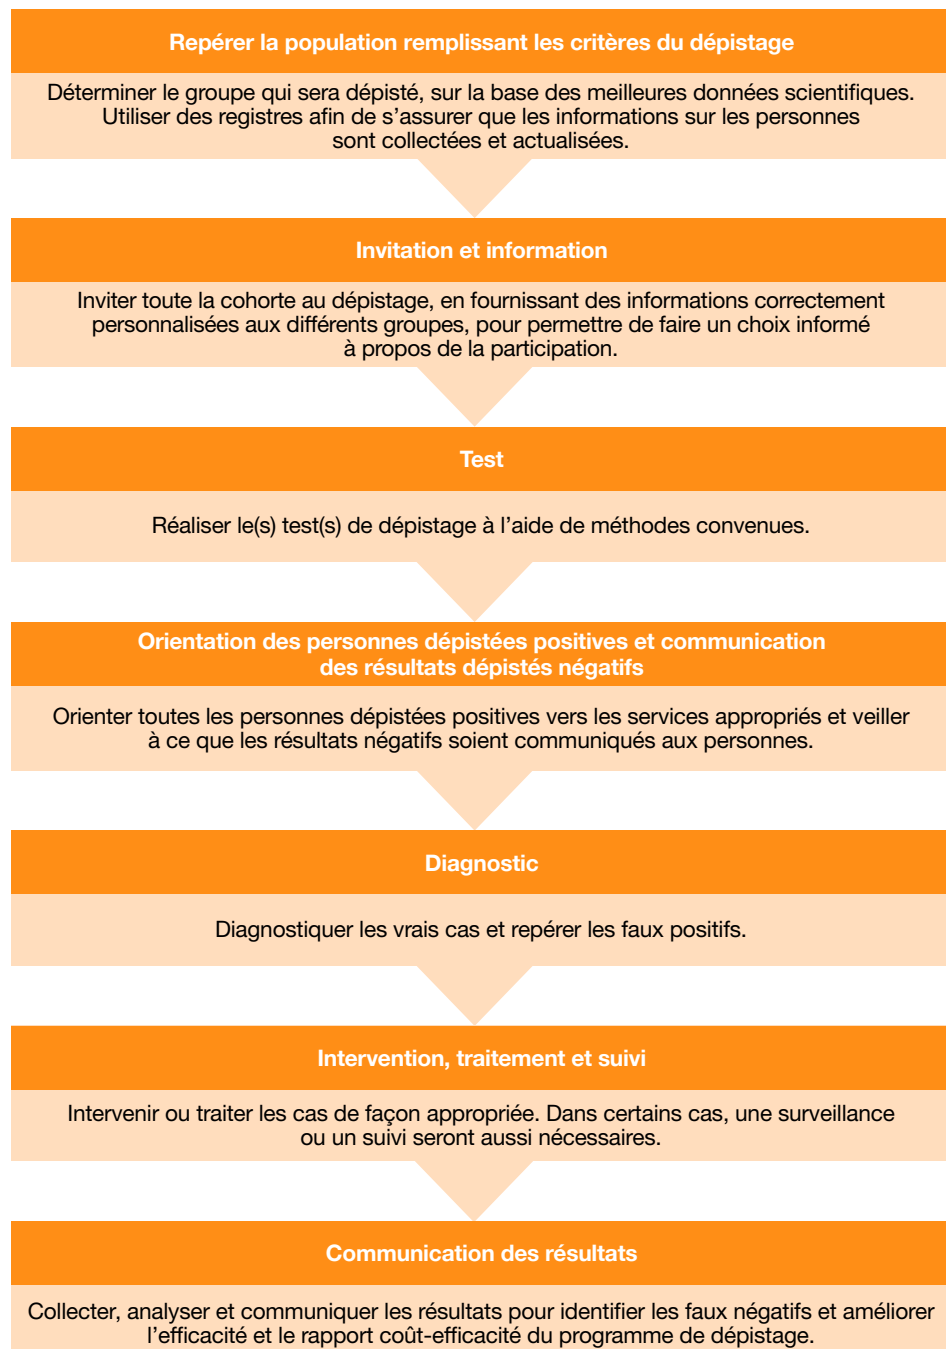 Repérer la population remplissant les critères du dépistage
Déterminer le groupe qui sera dépisté, sur la base des meilleures données scientifiques.
Utiliser des registres afin de s’assurer que les informations sur les personnes
sont collectées et actualisées.
Invitation et information
Inviter toute la cohorte au dépistage, en fournissant des informations correctement
personnalisées aux différents groupes, pour permettre de faire un choix informé
à propos de la participation.
Test
Réaliser le(s) test(s) de dépistage à l’aide de méthodes convenues.
Orientation des personnes dépistées positives et communication
des résultats dépistés négatifs
Orienter toutes les personnes dépistées positives vers les services appropriés et veiller
à ce que les résultats négatifs soient communiqués aux personnes.
Diagnostic
Diagnostiquer les vrais cas et repérer les faux positifs.
Intervention, traitement et suivi
Intervenir ou traiter les cas de façon appropriée. Dans certains cas, une surveillance
ou un suivi seront aussi nécessaires.
Communication des résultats
Collecter, analyser et communiquer les résultats pour identifier les faux négatifs et améliorer
l’efficacité et le rapport coût-efficacité du programme de dépistage.